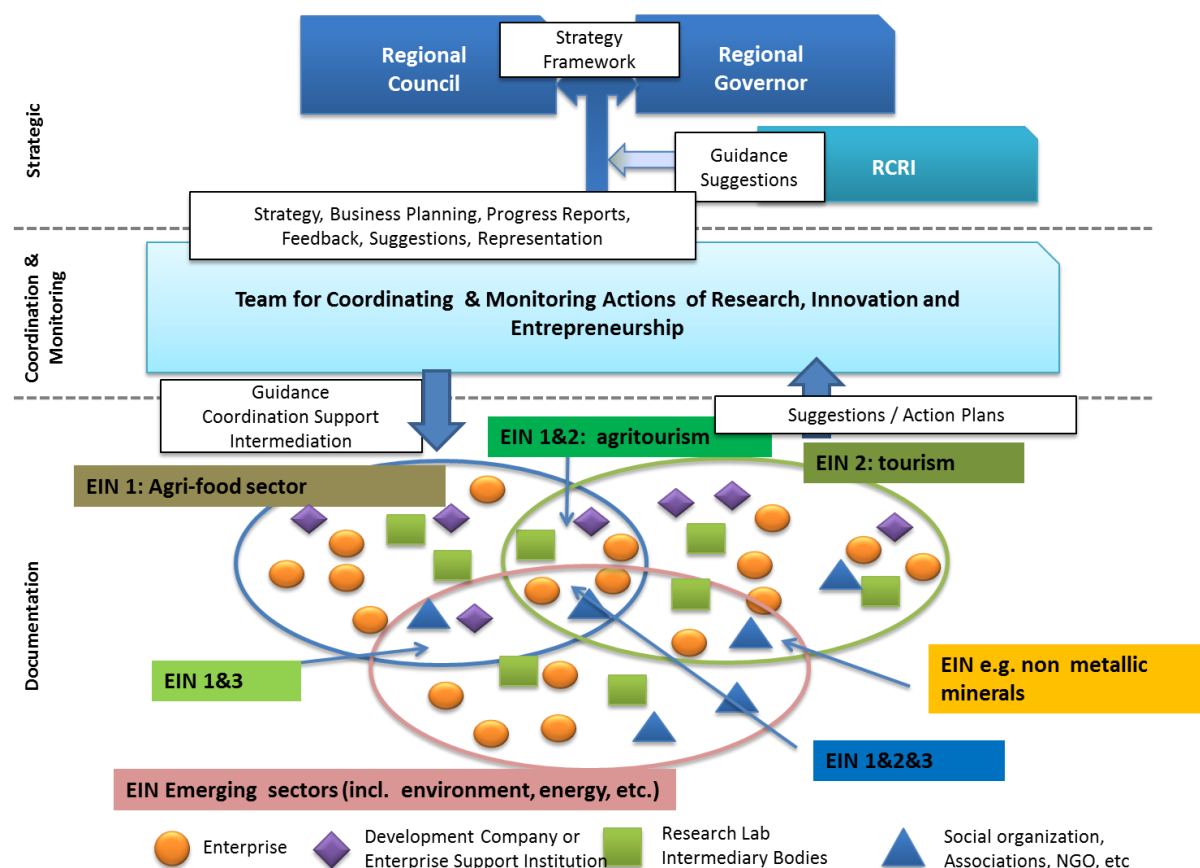 Strategy
Framework
Regional
Council
Regional
Governor
Strategic
Guidance
Suggestions
RCRI
Strategy, Business Planning, Progress Reports,
Feedback, Suggestions, Representation
Coordination &
Monitoring
Team for Coordinating & Monitoring Actions of Research, Innovation and
Entrepreneurship
Guidance
Coordination Support
Intermediation
Suggestions / Action Plans
EIN 1&2: agritourism
EIN 2: tourism
EIN 1: Agri-food sector
Documentation
EIN 1&3
EIN e.g. non metallic
minerals
EIN 1&2&3
EIN Emerging sectors (incl. environment, energy, etc.)
Enterprise
Development Company or
Enterprise Support Institution
Research Lab
Intermediary Bodies
Social organization,
Associations, NGO, etc